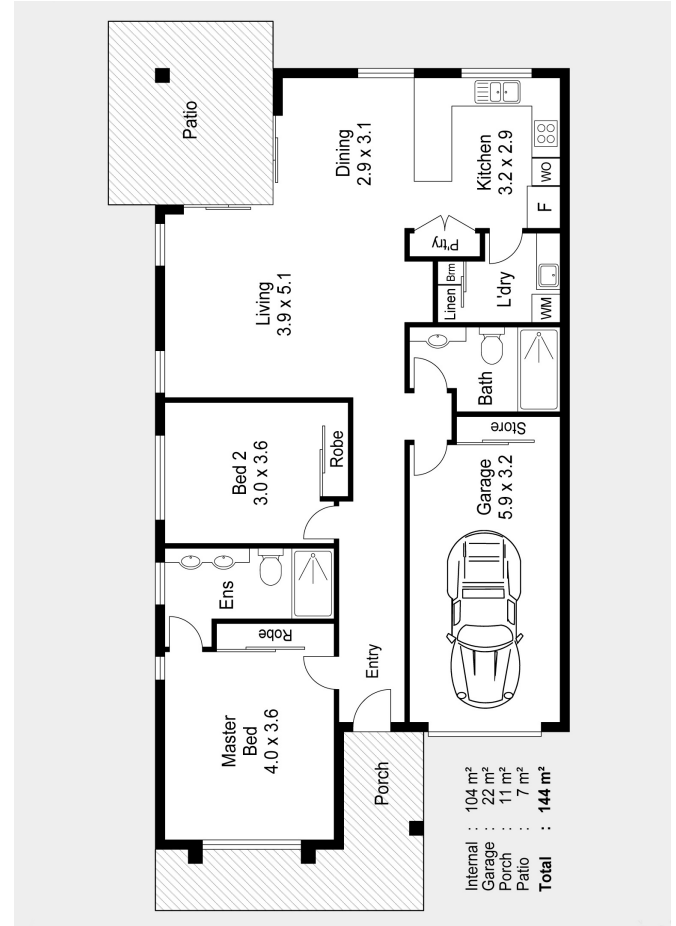 Patio
Dining
2.9 x 3.1
Kitchen
3.2 x 2.9
WO
F
P'try
Living
3.9 x 5.1
Linen
Brm
L'dry
WM
Bath
Bed 2
3.0 x 3.6
Robe
Store
Garage
5.9 x 3.2
Ens
Robe
Entry
Master
Bed
4.0 x 3.6
Porch
Internal : 104 m²
Garage : 22 m²
Porch : 11 m²
Patio : 7 m²
Total : 144 m²